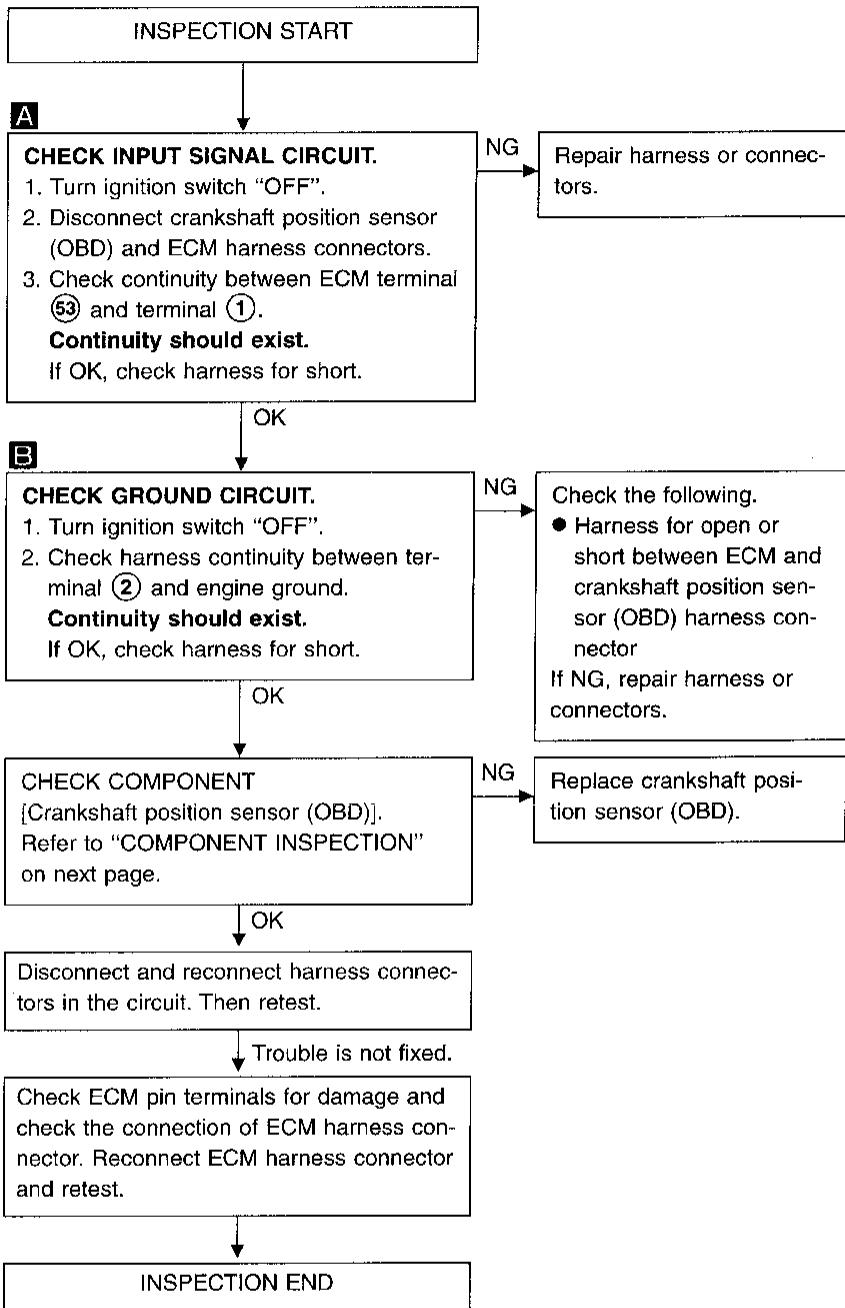 INSPECTION START
A
CHECK INPUT SIGNAL CIRCUIT.
1. Turn ignition switch “OFF”.
2. Disconnect crankshaft position sensor
(OBD) and ECM harness connectors.
3. Check continuity between ECM terminal
53 and terminal 1.
Continuity should exist.
If OK, check harness for short.
NG
Repair harness or connec-
tors.
OK
B
CHECK GROUND CIRCUIT.
1. Turn ignition switch “OFF”.
2. Check harness continuity between ter-
minal 2 and engine ground.
Continuity should exist.
If OK, check harness for short.
NG
Check the following.
● Harness for open or
short between ECM and
crankshaft position sen-
sor (OBD) harness con-
nector
If NG, repair harness or
connectors.
OK
CHECK COMPONENT
[Crankshaft position sensor (OBD)].
Refer to “COMPONENT INSPECTION”
on next page.
NG
Replace crankshaft posi-
tion sensor (OBD).
OK
Disconnect and reconnect harness connec-
tors in the circuit. Then retest.
Trouble is not fixed.
Check ECM pin terminals for damage and
check the connection of ECM harness con-
nector. Reconnect ECM harness connector
and retest.
INSPECTION END